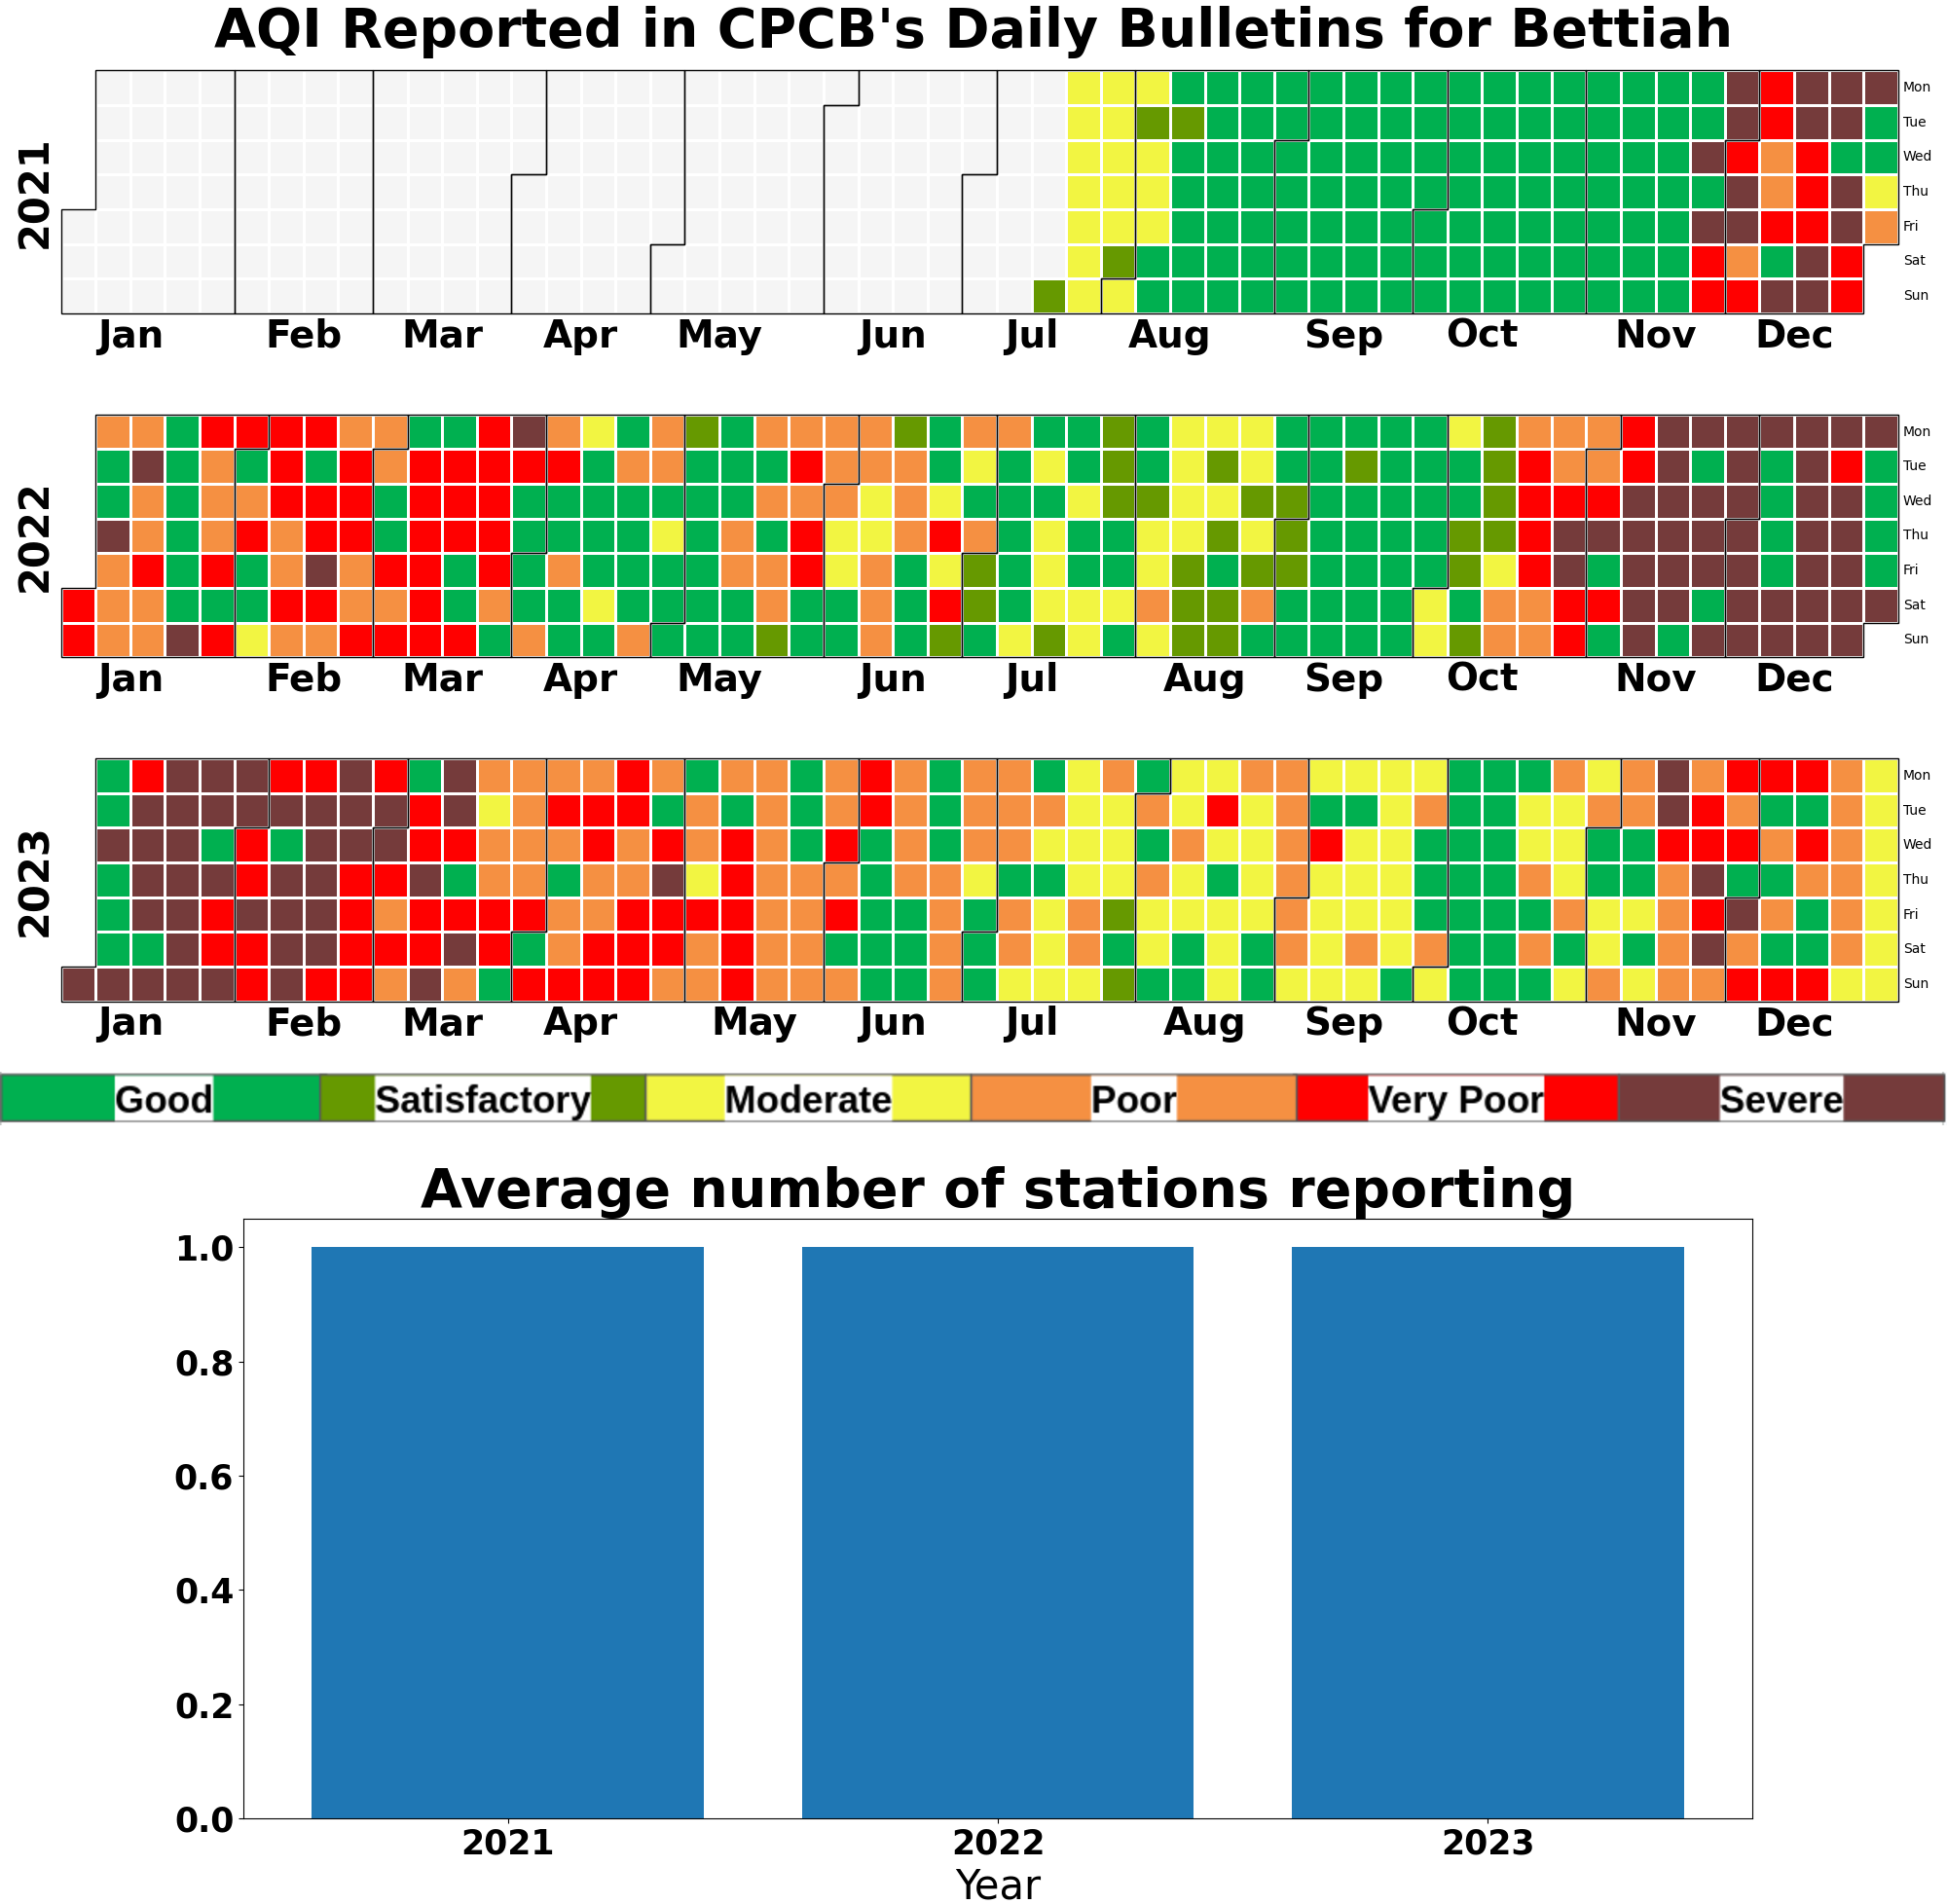 AQI Reported in CPCB's Daily Bulletins for Bettiah
2021
Mon
Tue
Wed
Thu
Fri
Sat
Sun
Jan Feb Mar Apr May Jun Jul Aug Sep Oct Nov Dec
2022
Mon
Tue
Wed
Thu
Fri
Sat
Sun
Jan Feb Mar Apr May Jun Jul Aug Sep Oct Nov Dec
2023
Mon
Tue
Wed
Thu
Fri
Sat
Sun
Jan Feb Mar Apr May Jun Jul Aug Sep Oct Nov Dec
Good Satisfactory Moderate Poor Very Poor Severe
Average number of stations reporting
1.0
0.8
0.6
0.4
0.2
0.0
2021 2022 2023
Year